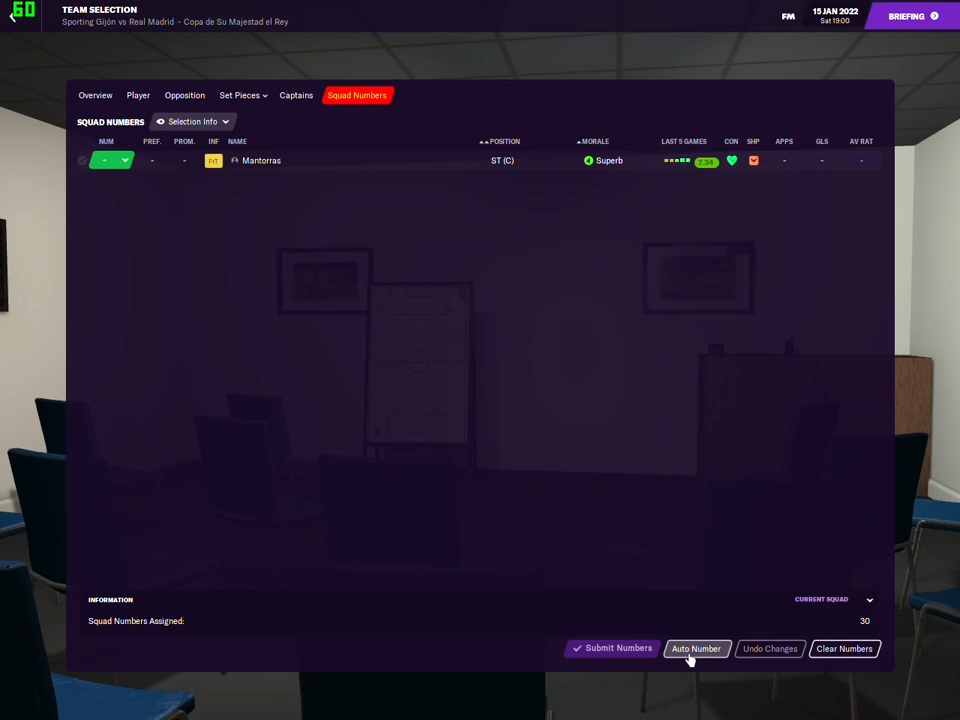 60
TEAM SELECTION
Sporting Gijón vs Real Madrid - Copa de Su Majestad el Rey
FM
15 JAN 2022
Sat 19:00
BRIEFING
Overview Player Opposition Set Pieces Captains Squad Numbers
SQUAD NUMBERS Selection Info
NUM PREF. PROM. INF NAME POSITION MORALE LAST 5 GAMES CON SHP APPS GLS AV RAT
- - - FrT Mantorras ST (C) Superb 7.34 - - -
INFORMATION CURRENT SQUAD
Squad Numbers Assigned: 30
Submit Numbers Auto Number Undo Changes Clear Numbers